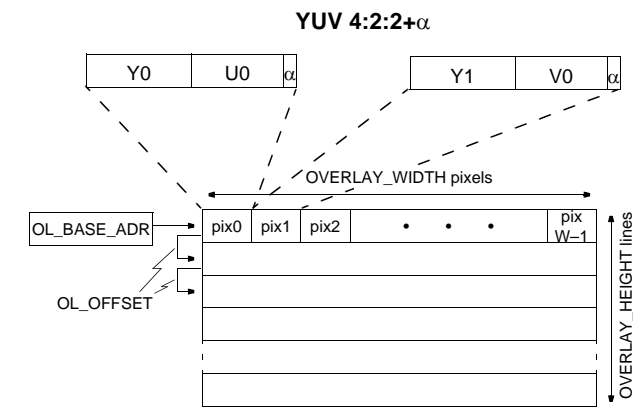 YUV 4:2:2+α
Y0 U0 α
Y1 V0 α
OVERLAY_WIDTH pixels
OL_BASE_ADR
pix0 pix1 pix2 • • • pix
W–1
OL_OFFSET
OVERLAY_HEIGHT lines